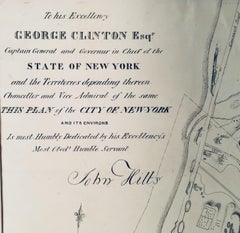 To his Excellency
GEORGE CLINTON Esqr.
Captain General and Governor in Chief of the
STATE OF NEW YORK
and the Territories depending thereon
Chancellor and Vice Admiral of the same
THIS PLAN of the CITY OF NEW YORK
AND ITS ENVIRONS
Is most Humbly Dedicated by his Excellency's
Most Obedt. Humble Servant
John Hills